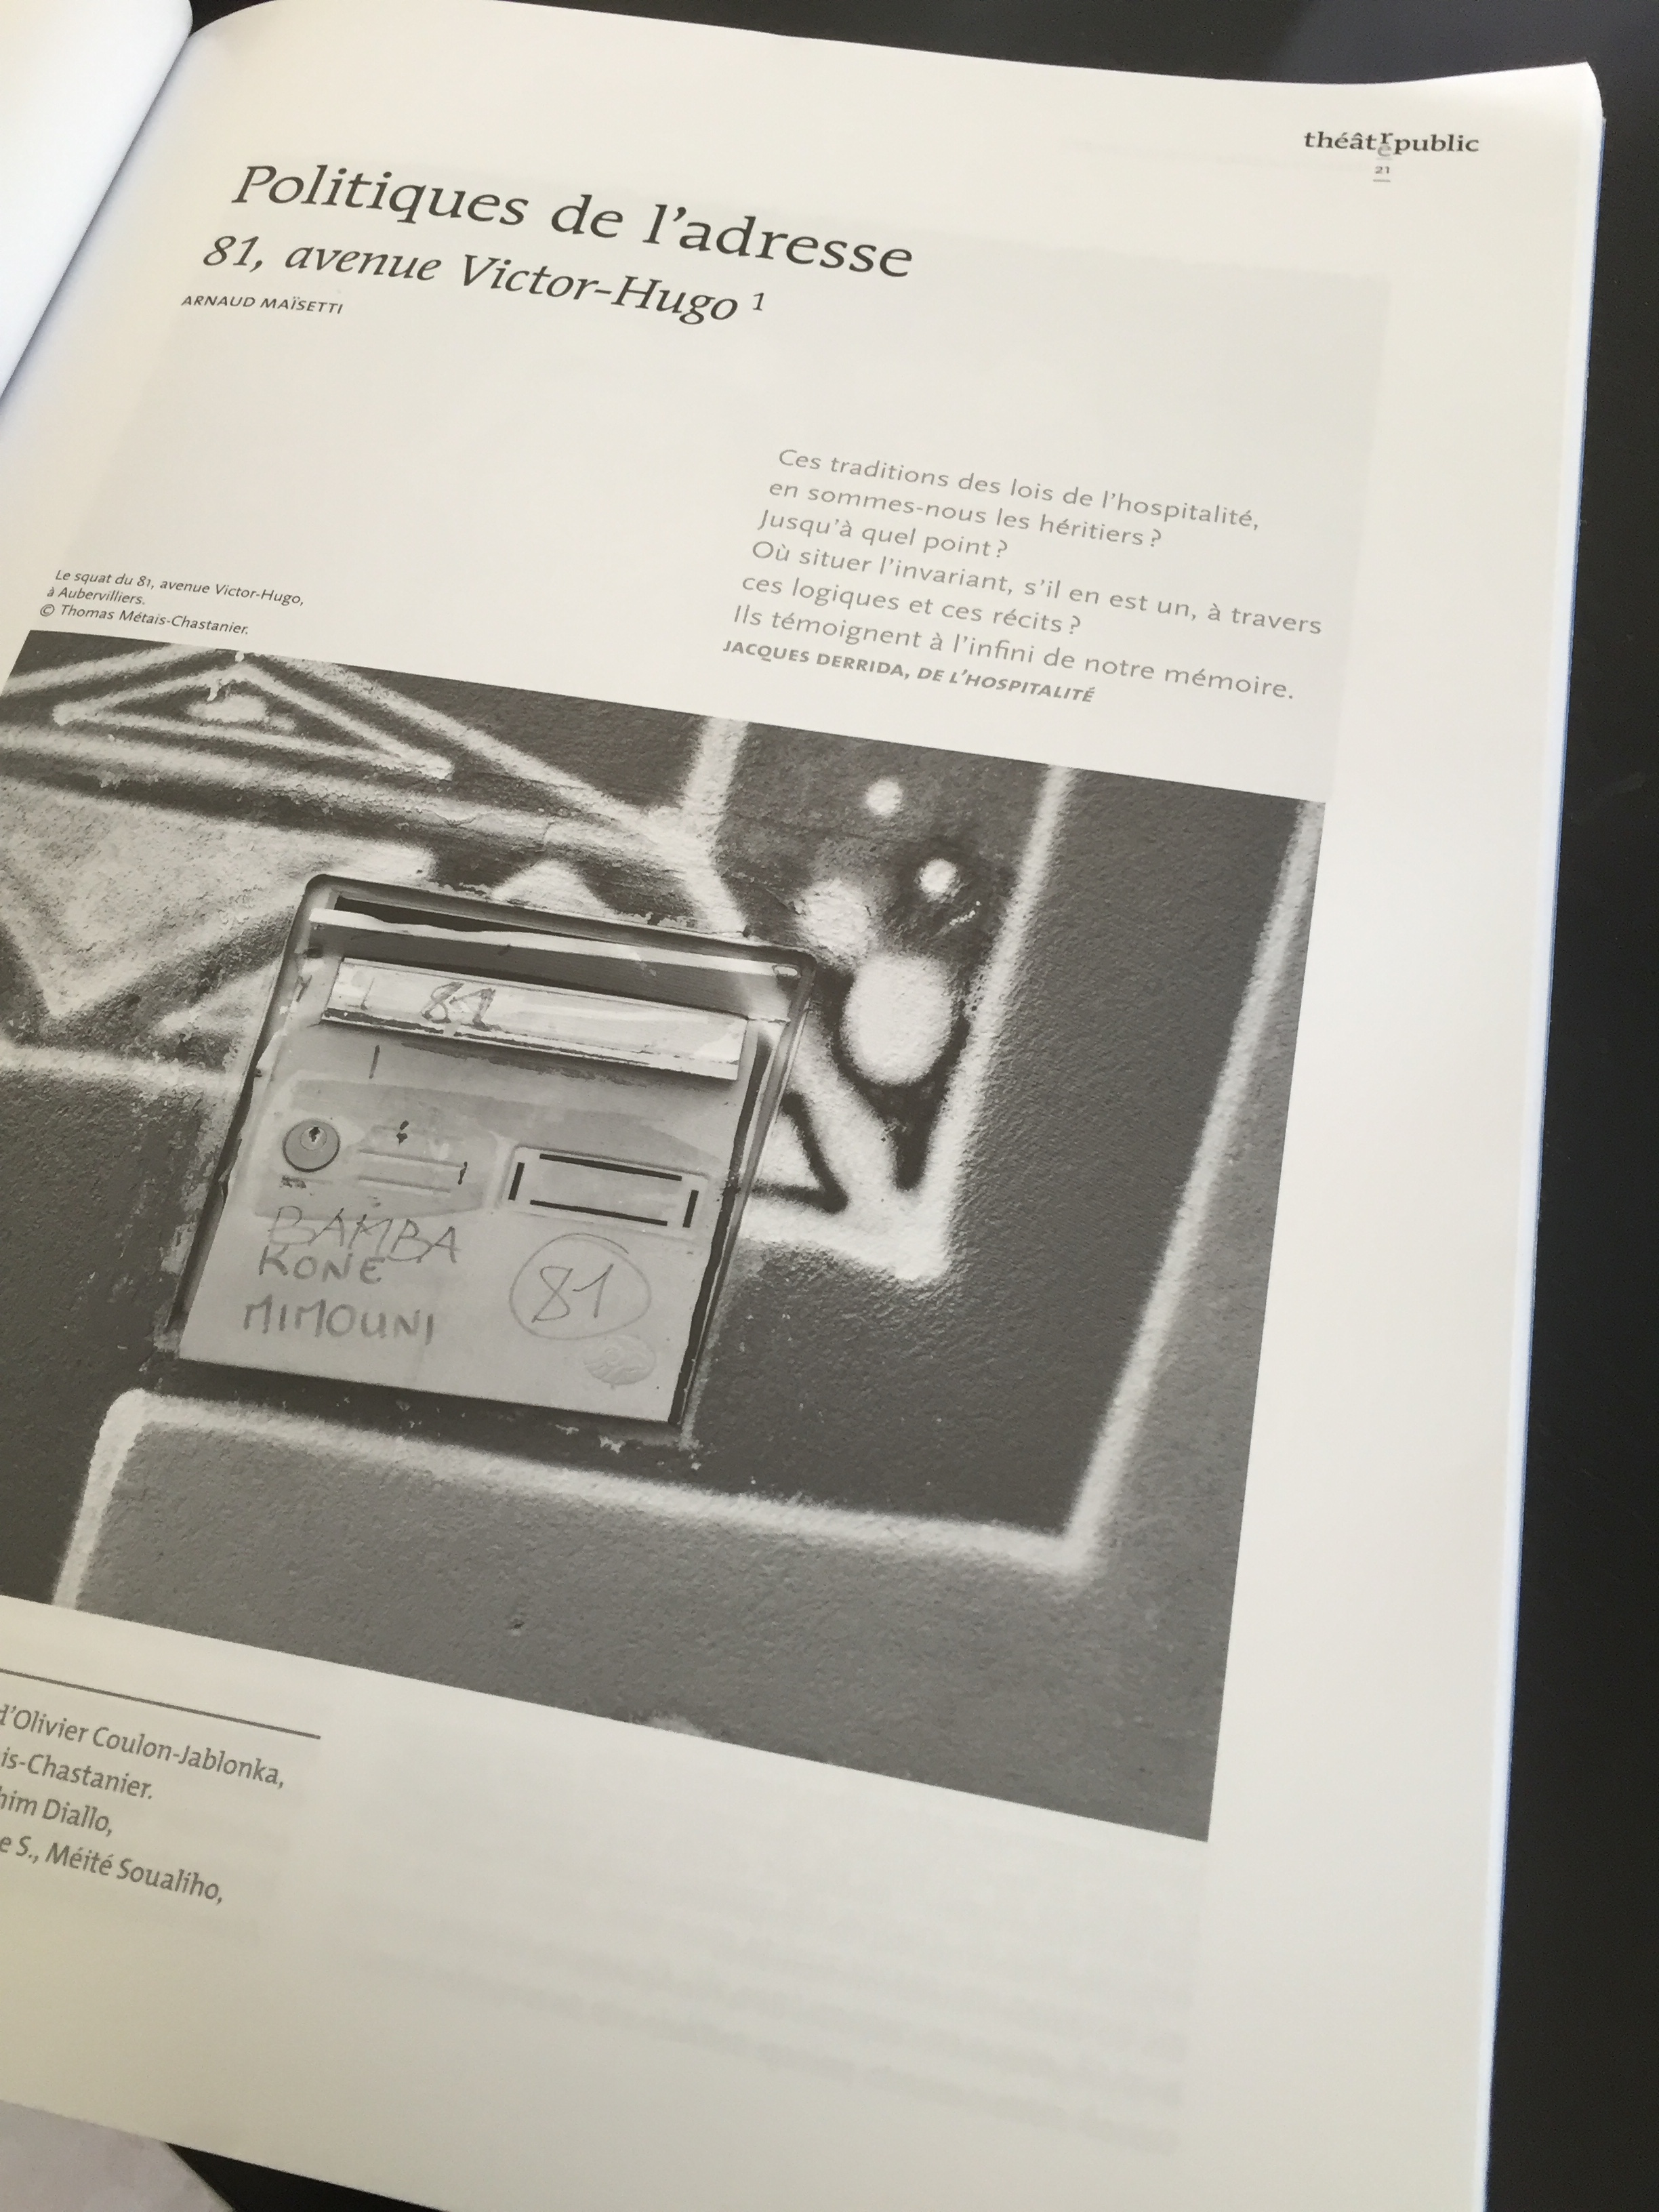 théâtrepublic
21
Politiques de l'adresse
81, avenue Victor-Hugo 1
ARNAUD MAÏSETTI
Ces traditions des lois de l'hospitalité,
en sommes-nous les héritiers ?
Jusqu'à quel point ?
Où situer l'invariant, s'il en est un, à travers
ces logiques et ces récits ?
Ils témoignent à l'infini de notre mémoire.
JACQUES DERRIDA, DE L'HOSPITALITÉ
Le squat du 81, avenue Victor-Hugo,
à Aubervilliers.
© Thomas Métais-Chastanier.
81
BAMBA
KONE
MIMOUNI
81
d'Olivier Coulon-Jablonka,
is-Chastanier.
him Diallo,
e S., Méité Soualiho,